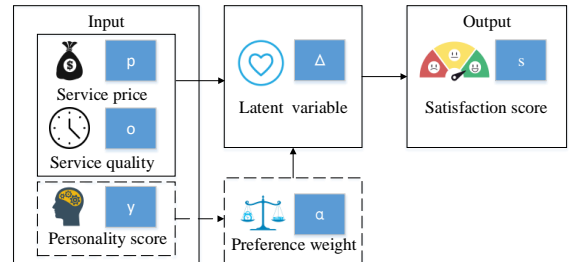 Input
p
Service price
o
Service quality
y
Personality score
Δ
Latent variable
α
Preference weight
Output
s
Satisfaction score